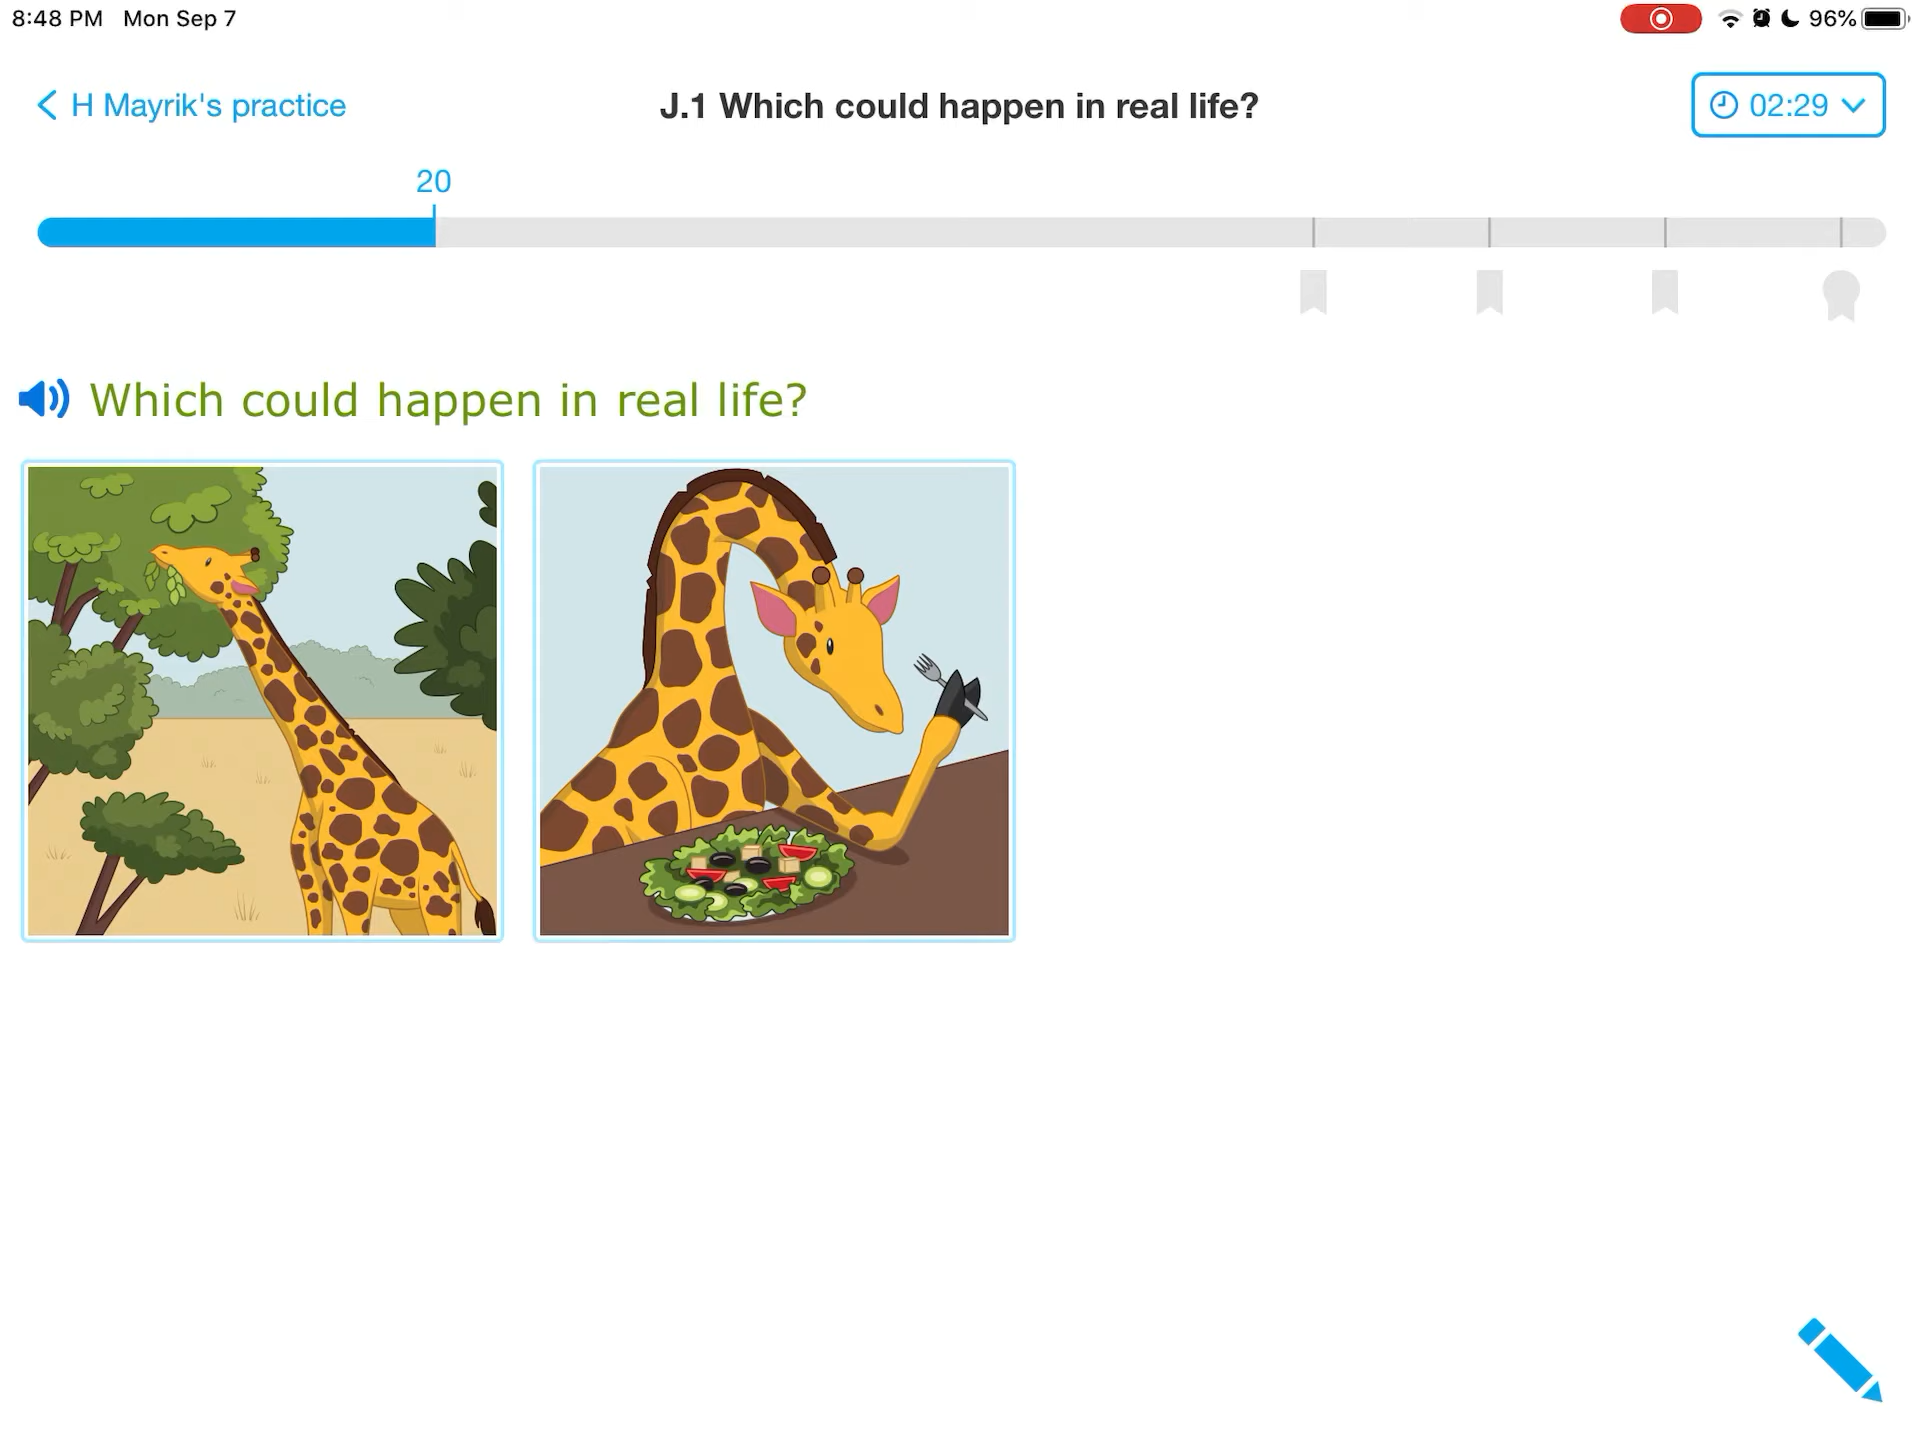 8:48 PM Mon Sep 7
96%
H Mayrik's practice
J.1 Which could happen in real life?
02:29
20
Which could happen in real life?